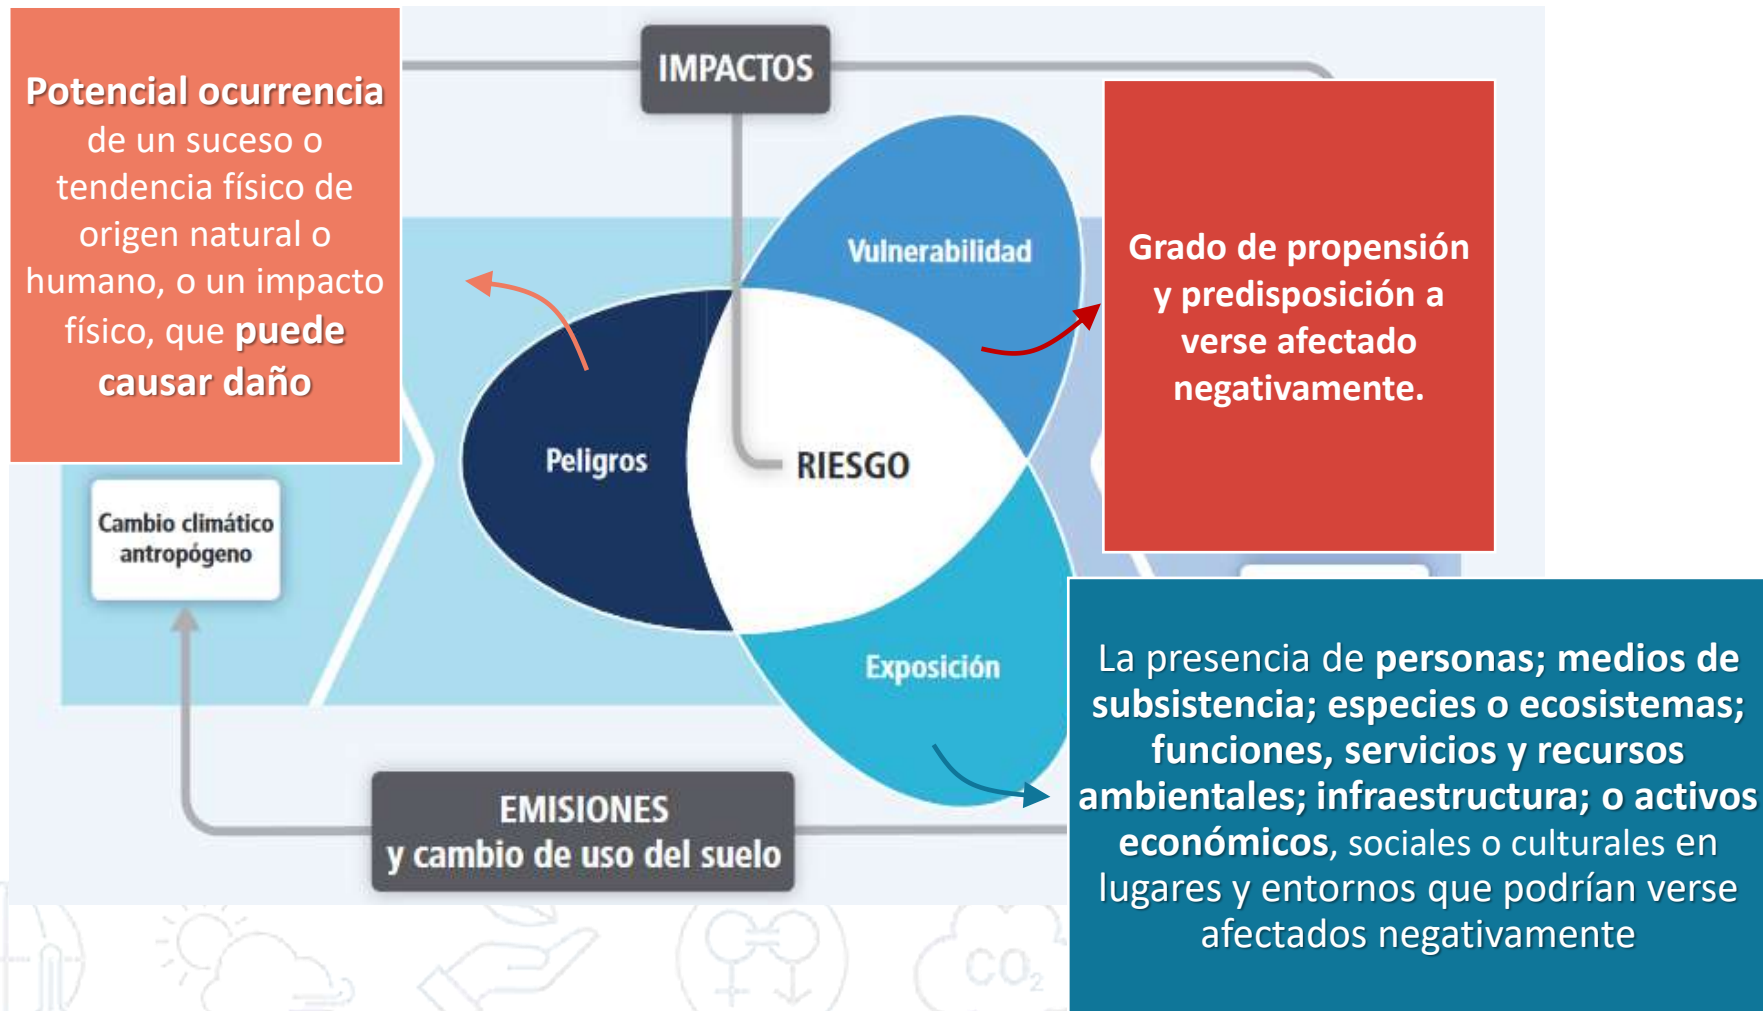 Potencial ocurrencia
de un suceso o
tendencia físico de
origen natural o
humano, o un impacto
físico, que puede
causar daño
IMPACTOS
Vulnerabilidad
Grado de propensión
y predisposición a
verse afectado
negativamente.
Peligros
RIESGO
Cambio climático
antropógeno
Exposición
La presencia de personas; medios de
subsistencia; especies o ecosistemas;
funciones, servicios y recursos
ambientales; infraestructura; o activos
económicos, sociales o culturales en
lugares y entornos que podrían verse
afectados negativamente
EMISIONES
y cambio de uso del suelo
CO₂